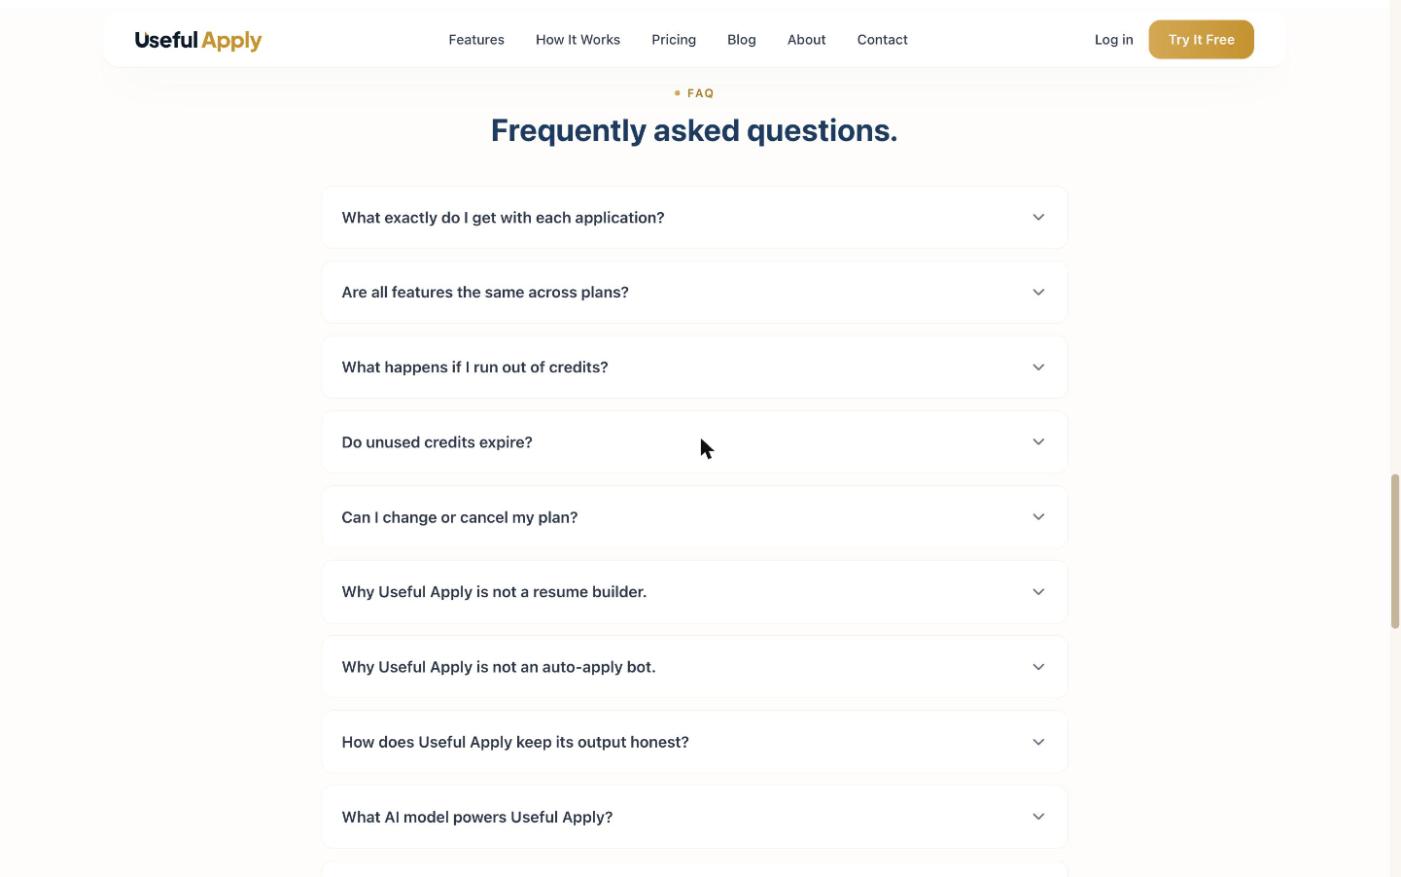 Useful Apply
Features
How It Works
Pricing
Blog
About
Contact
Log in
Try It Free
FAQ
Frequently asked questions.
What exactly do I get with each application?
Are all features the same across plans?
What happens if I run out of credits?
Do unused credits expire?
Can I change or cancel my plan?
Why Useful Apply is not a resume builder.
Why Useful Apply is not an auto-apply bot.
How does Useful Apply keep its output honest?
What AI model powers Useful Apply?